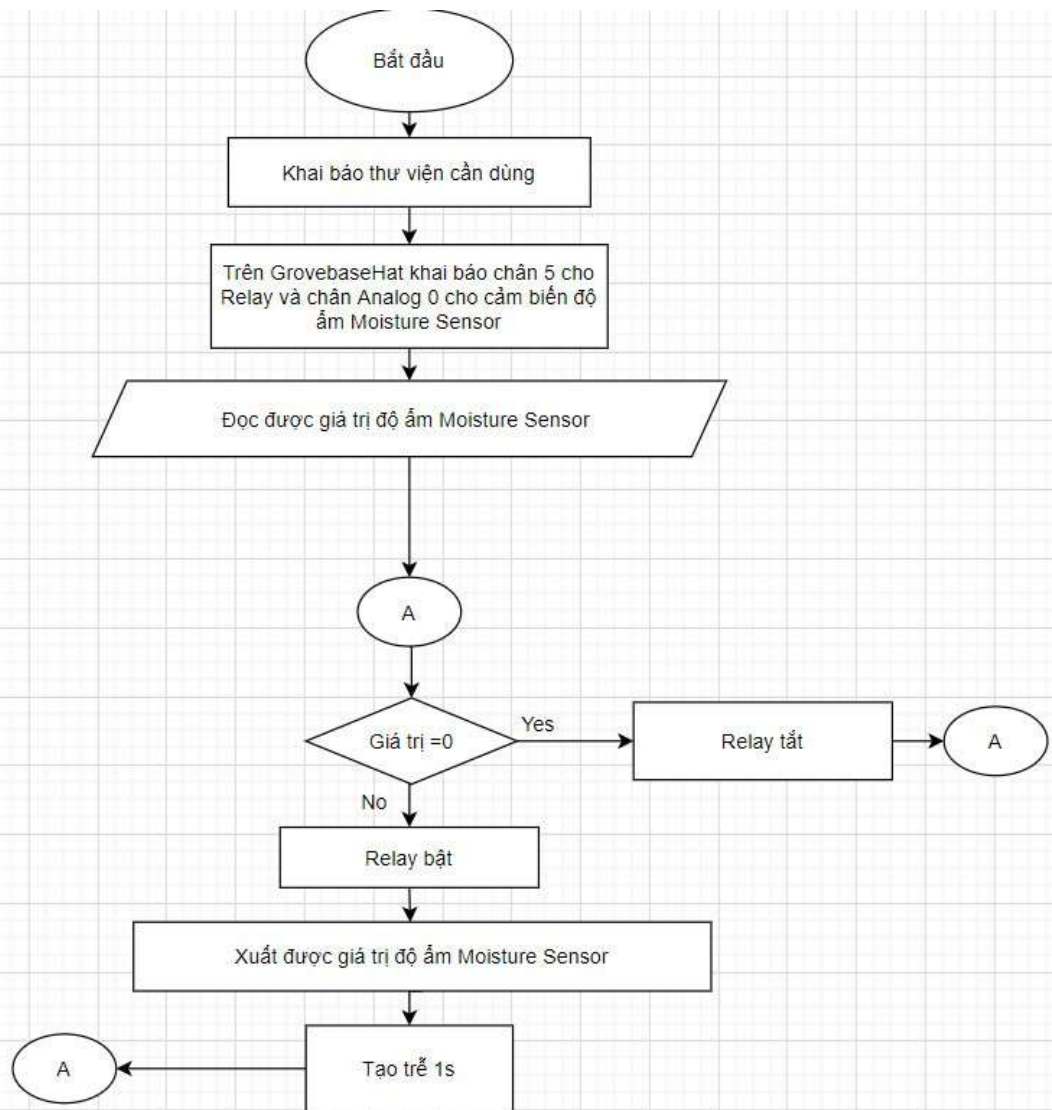 Bắt đầu
Khai báo thư viện cần dùng
Trên GrovebaseHat khai báo chân 5 cho
Relay và chân Analog 0 cho cảm biến độ
ẩm Moisture Sensor
Đọc được giá trị độ ẩm Moisture Sensor
A
Giá trị =0
Yes
Relay tắt
A
No
Relay bật
Xuất được giá trị độ ẩm Moisture Sensor
Tạo trễ 1s
A